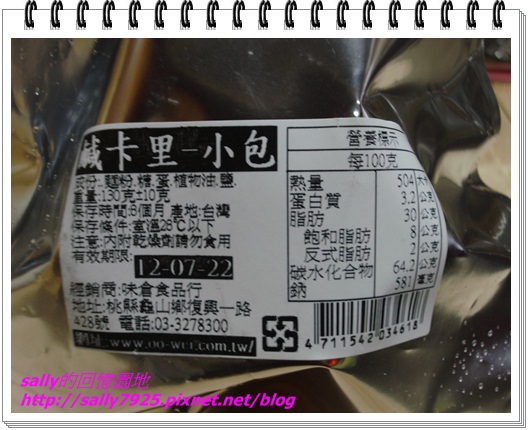 鹹卡里-小包
成份:麵粉.糖.蛋.植物油.鹽.
重量:130克±10克
保存時間:8個月 產地:台灣
保存條件:室溫28℃以下
注意:內附乾燥劑請勿食用
有效期限:
12-07-22
經銷商:味倉食品行
地址:桃縣龜山鄉復興一路
428號 電話:03-3278300
網址:www.oo-wei.com.tw/
營養標示
每100克
熱量 504 大卡
蛋白質 3.2 公克
脂肪 30 公克
飽和脂肪 8 公克
反式脂肪 2 公克
碳水化合物 64.2 公克
鈉 581 毫克
4 711542 034618
sally的回憶園地
http://sally7925.pixnet.net/blog